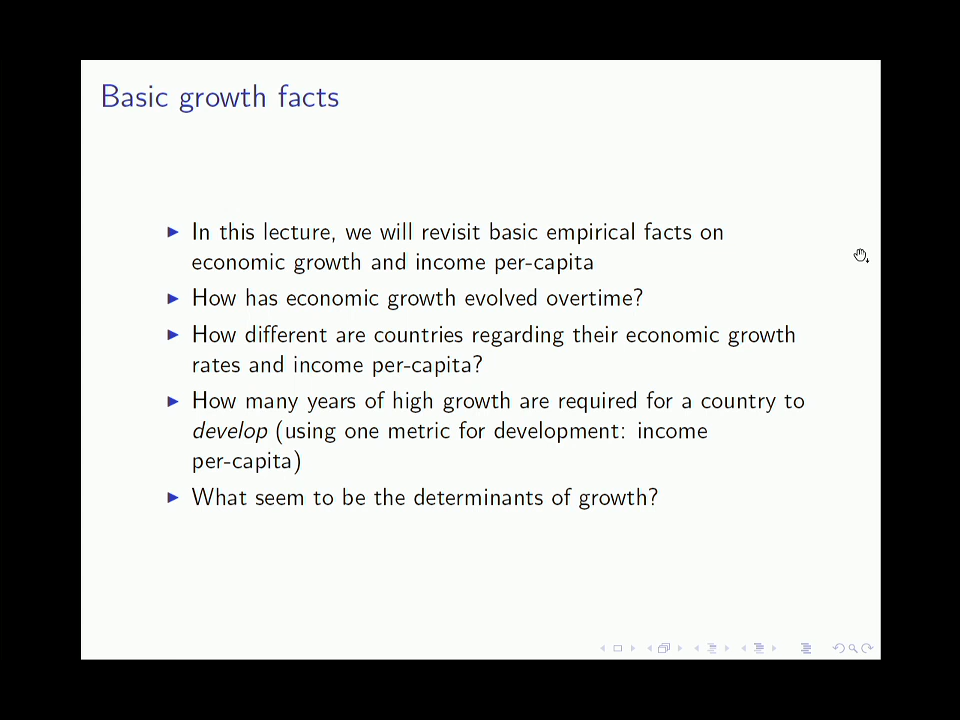 Basic growth facts
In this lecture, we will revisit basic empirical facts on
economic growth and income per-capita
How has economic growth evolved overtime?
How different are countries regarding their economic growth
rates and income per-capita?
How many years of high growth are required for a country to
develop (using one metric for development: income
per-capita)
What seem to be the determinants of growth?